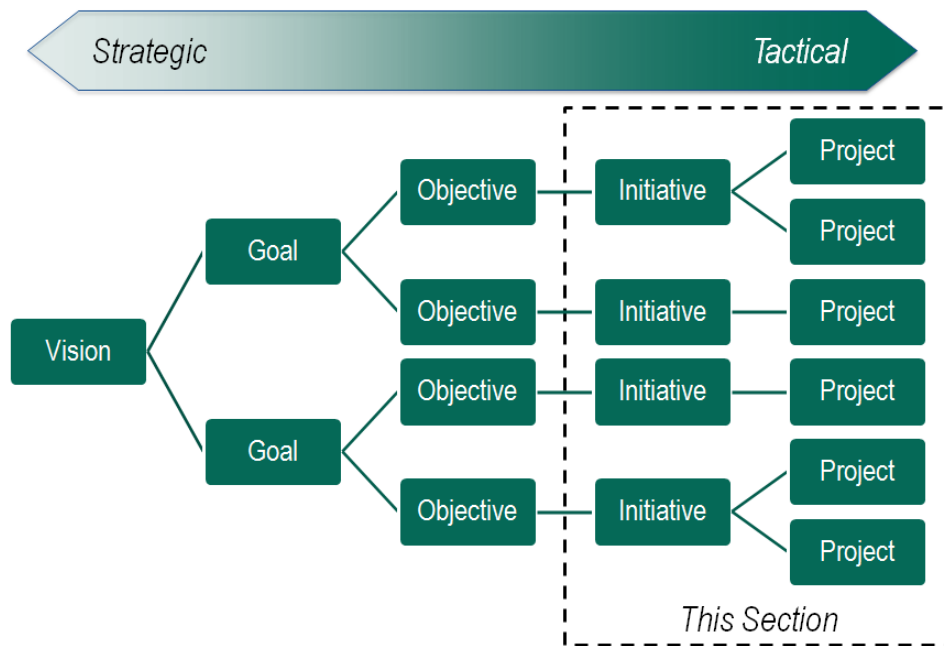 Strategic
Tactical
Project
Objective
Initiative
Project
Goal
Objective
Initiative
Project
Vision
Objective
Initiative
Project
Goal
Project
Objective
Initiative
Project
This Section